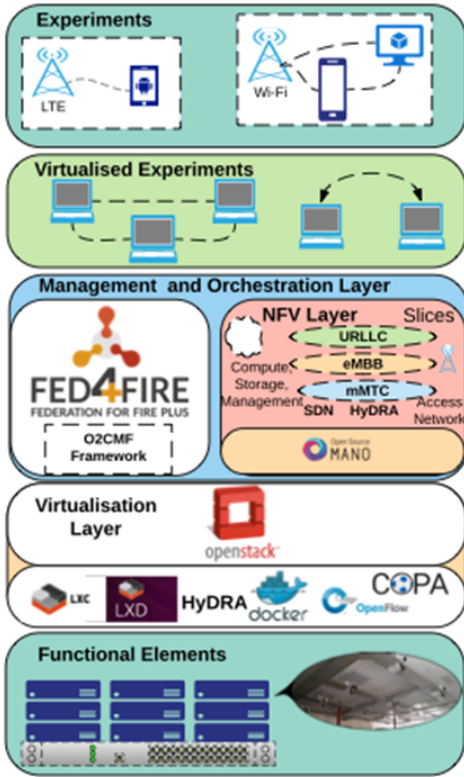 Experiments
LTE
Wi-Fi
Virtualised Experiments
Management and Orchestration Layer
FED4FIRE
FEDERATION FOR FIRE PLUS
O2CMF
Framework
NFV Layer
Slices
URLLC
eMBB
mMTC
Compute,
Storage,
Management
SDN HyDRA
Access
Network
Open Source
MANO
Virtualisation
Layer
openstack
LXC
LXD
HyDRA
docker
OpenFlow
COPA
Functional Elements